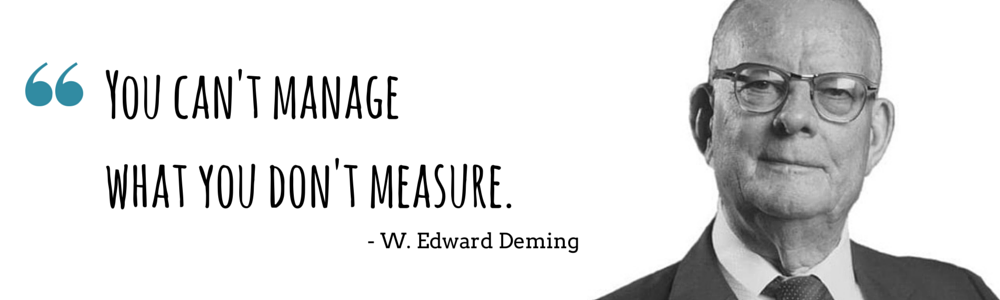 “ You can't manage
what you don't measure.
- W. Edward Deming